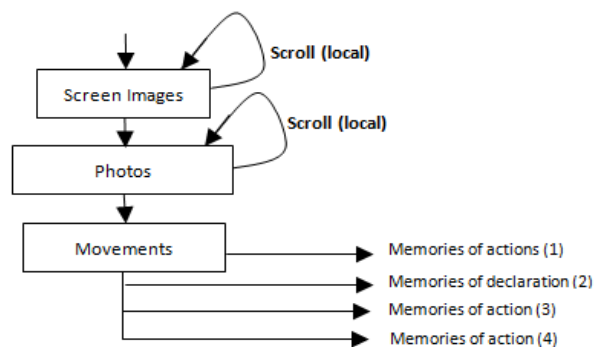 Scroll (local)
Screen Images
Scroll (local)
Photos
Movements
Memories of actions (1)
Memories of declaration (2)
Memories of action (3)
Memories of action (4)